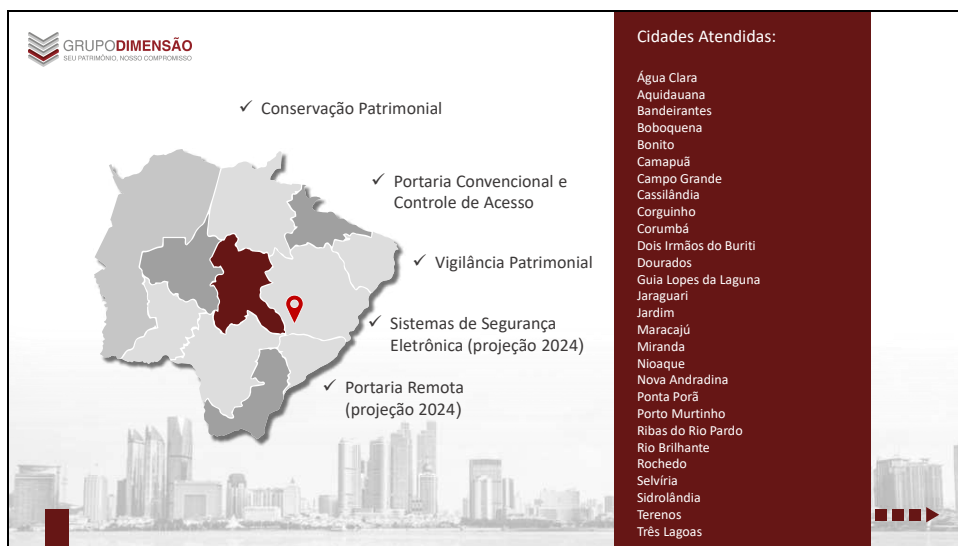 GRUPODIMENSÃO
SEU PATRIMÔNIO, NOSSO COMPROMISSO
✓ Conservação Patrimonial
✓ Portaria Convencional e
Controle de Acesso
✓ Vigilância Patrimonial
✓ Sistemas de Segurança
Eletrônica (projeção 2024)
✓ Portaria Remota
(projeção 2024)
Cidades Atendidas:
Água Clara
Aquidauana
Bandeirantes
Boboquena
Bonito
Camapuã
Campo Grande
Cassilândia
Corguinho
Corumbá
Dois Irmãos do Buriti
Dourados
Guia Lopes da Laguna
Jaraguari
Jardim
Maracajú
Miranda
Nioaque
Nova Andradina
Ponta Porã
Porto Murtinho
Ribas do Rio Pardo
Rio Brilhante
Rochedo
Selvíria
Sidrolândia
Terenos
Três Lagoas